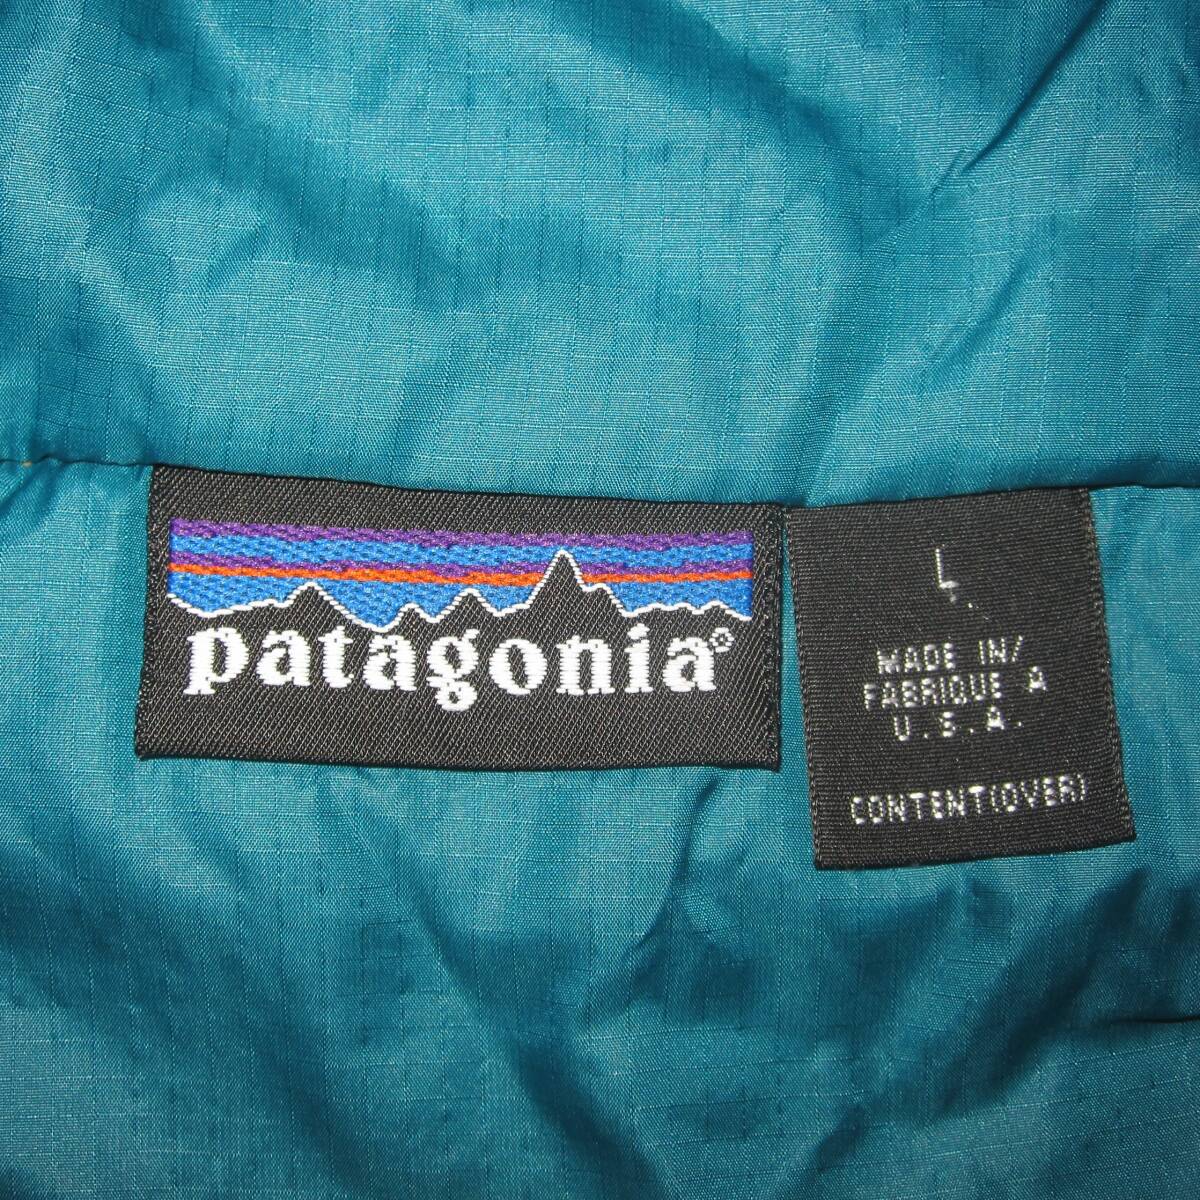 patagonia®
L
MADE IN/
FABRIQUE A
U.S.A.
CONTENT(OVER)